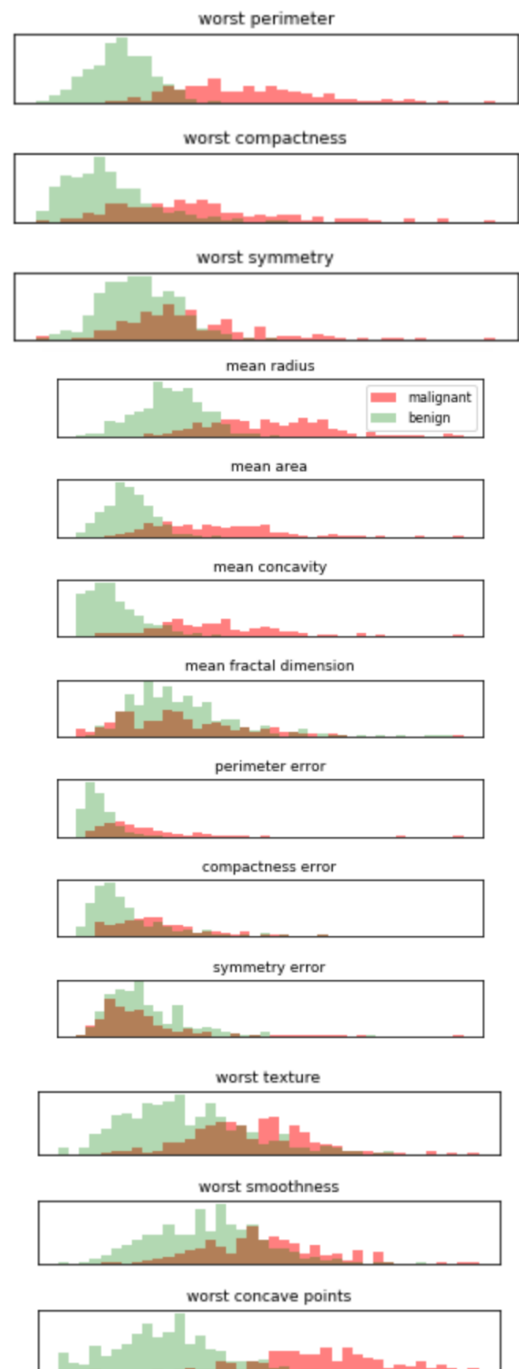 worst perimeter
worst compactness
worst symmetry
mean radius
malignant
benign
mean area
mean concavity
mean fractal dimension
perimeter error
compactness error
symmetry error
worst texture
worst smoothness
worst concave points